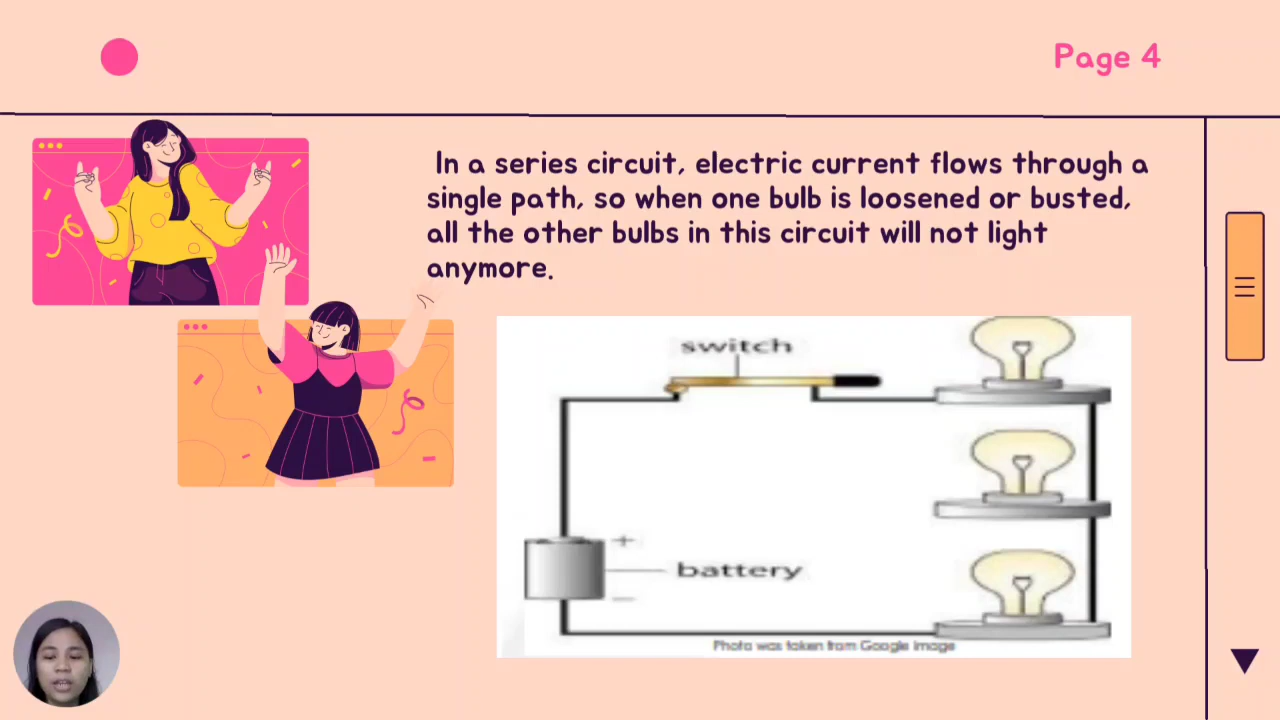 Page 4
In a series circuit, electric current flows through a
single path, so when one bulb is loosened or busted,
all the other bulbs in this circuit will not light
anymore.
switch
+
battery
–
Photo was taken from Google image